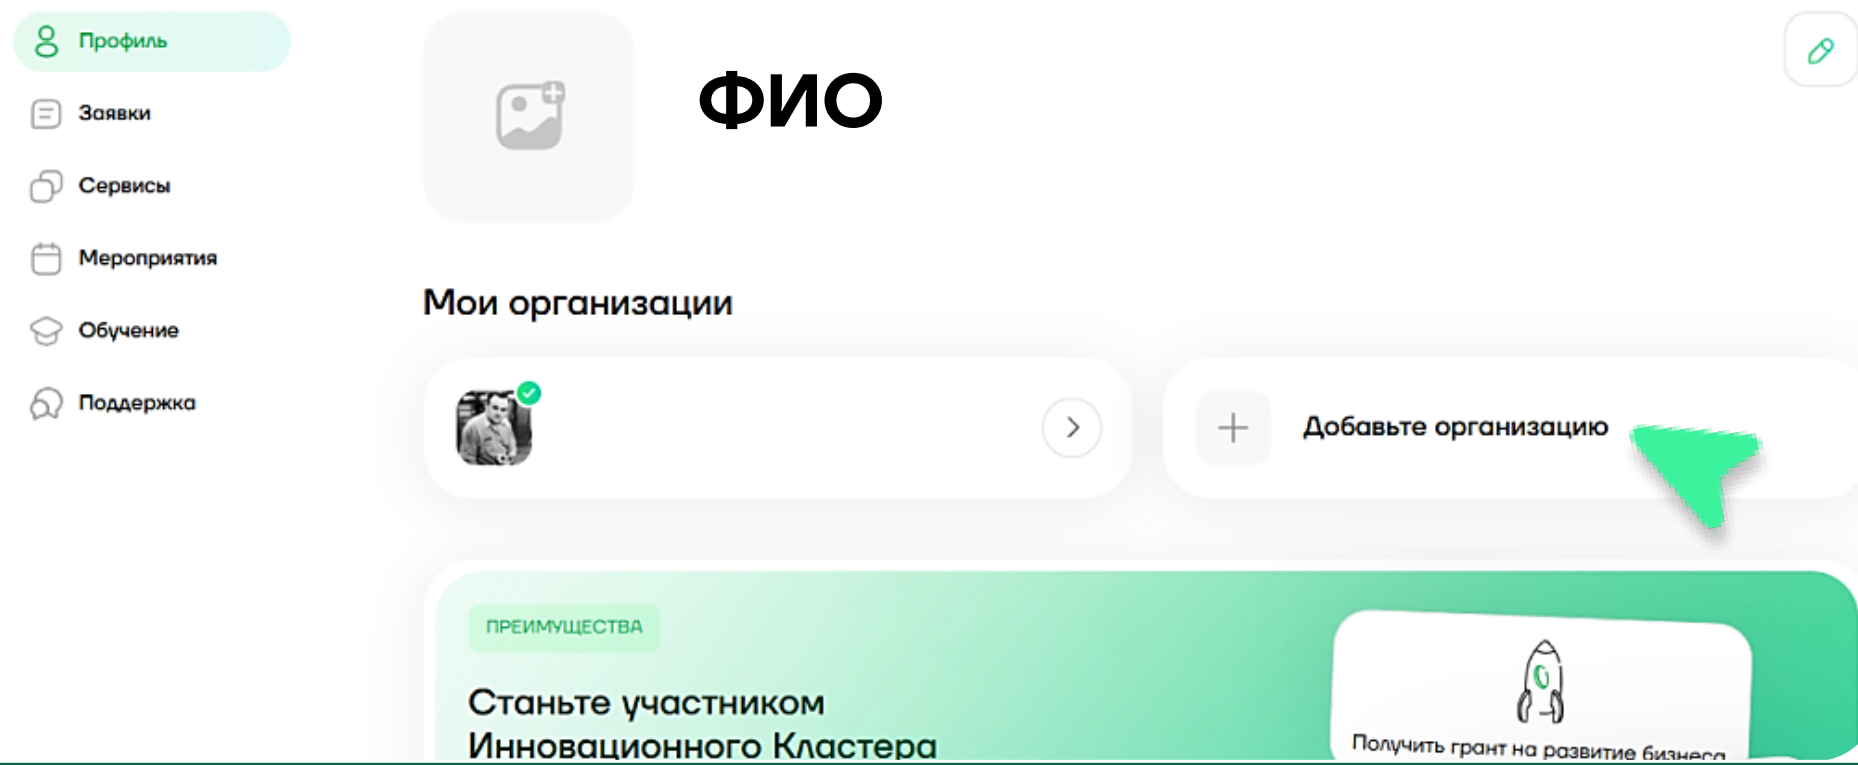 Профиль
Заявки
Сервисы
Мероприятия
Обучение
Поддержка
ФИО
Мои организации
Добавьте организацию
ПРЕИМУЩЕСТВА
Станьте участником
Инновационного Кластера
Получить грант на развитие бизнеса